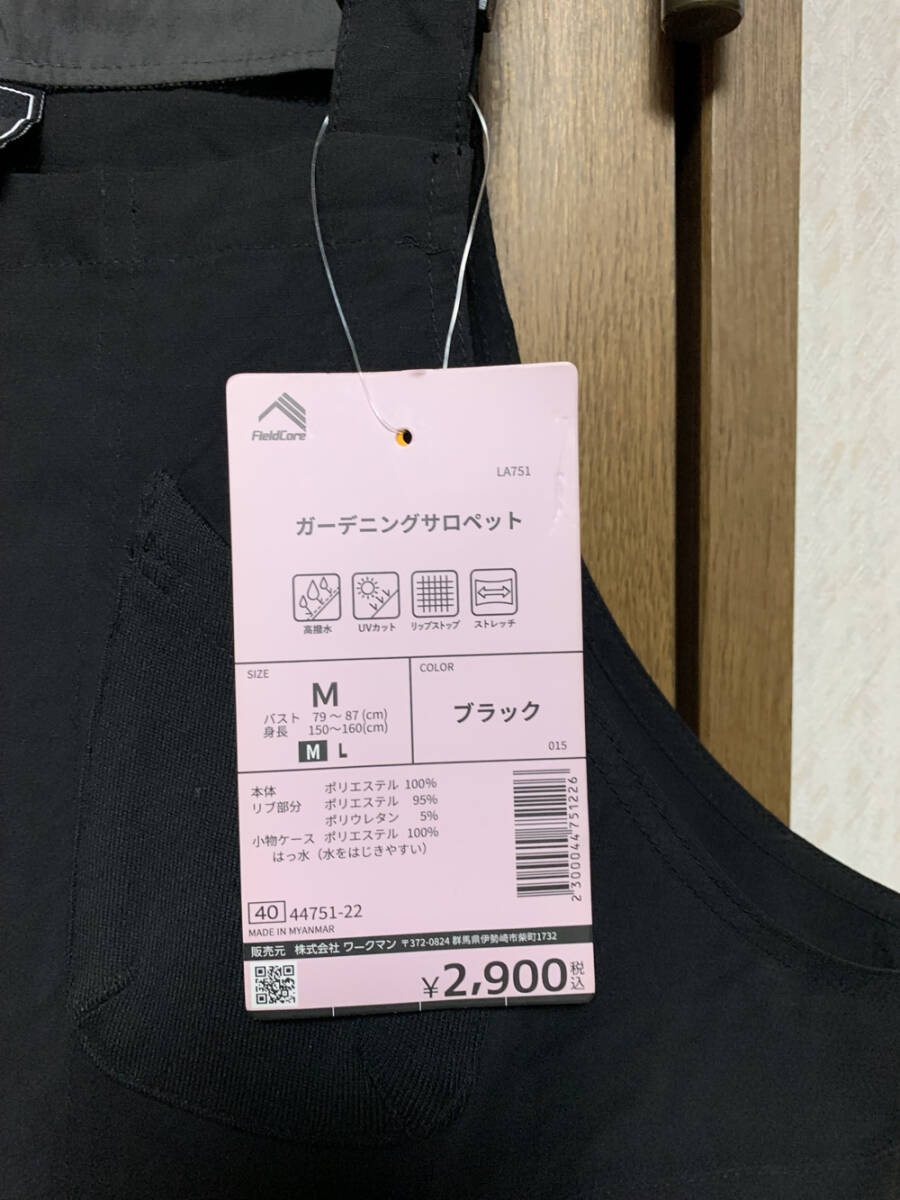 FieldCore
LA751
ガーデニングサロペット
高撥水 UVカット リップストップ ストレッチ
SIZE
M
バスト 79～87(cm)
身長 150～160(cm)
M L
COLOR
ブラック
015
本体 ポリエステル 100%
リブ部分 ポリエステル 95%
ポリウレタン 5%
小物ケース ポリエステル 100%
はっ水（水をはじきやすい）
2300044751226
40 44751-22
MADE IN MYANMAR
販売元 株式会社 ワークマン 〒372-0824 群馬県伊勢崎市柴町1732
¥2,900税込